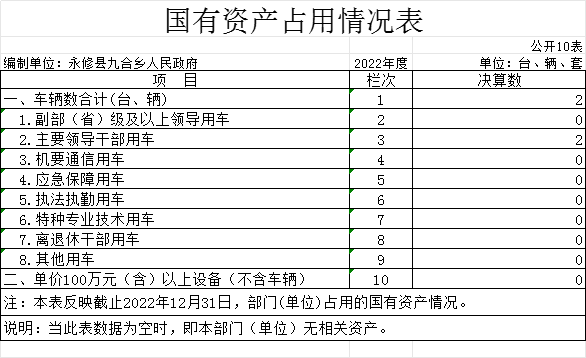 国有资产占用情况表
公开10表
编制单位：永修县九合乡人民政府 2022年度 单位：台、辆、套
项 目 栏次 决算数
一、车辆数合计(台、辆) 1 2
1.副部（省）级及以上领导用车 2 0
2.主要领导干部用车 3 2
3.机要通信用车 4 0
4.应急保障用车 5 0
5.执法执勤用车 6 0
6.特种专业技术用车 7 0
7.离退休干部用车 8 0
8.其他用车 9 0
二、单价100万元（含）以上设备（不含车辆） 10 0
注：本表反映截止2022年12月31日，部门(单位)占用的国有资产情况。
说明：当此表数据为空时，即本部门（单位）无相关资产。